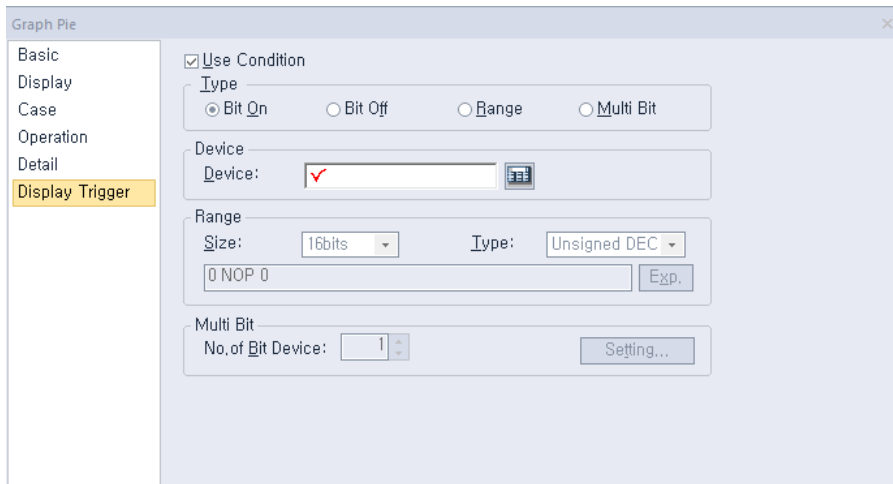 Graph Pie
Basic
Display
Case
Operation
Detail
Display Trigger
Use Condition
Type
Bit On
Bit Off
Range
Multi Bit
Device
Device:
Range
Size:
16bits
Type:
Unsigned DEC
0 NOP 0
Exp.
Multi Bit
No.of Bit Device:
1
Setting...